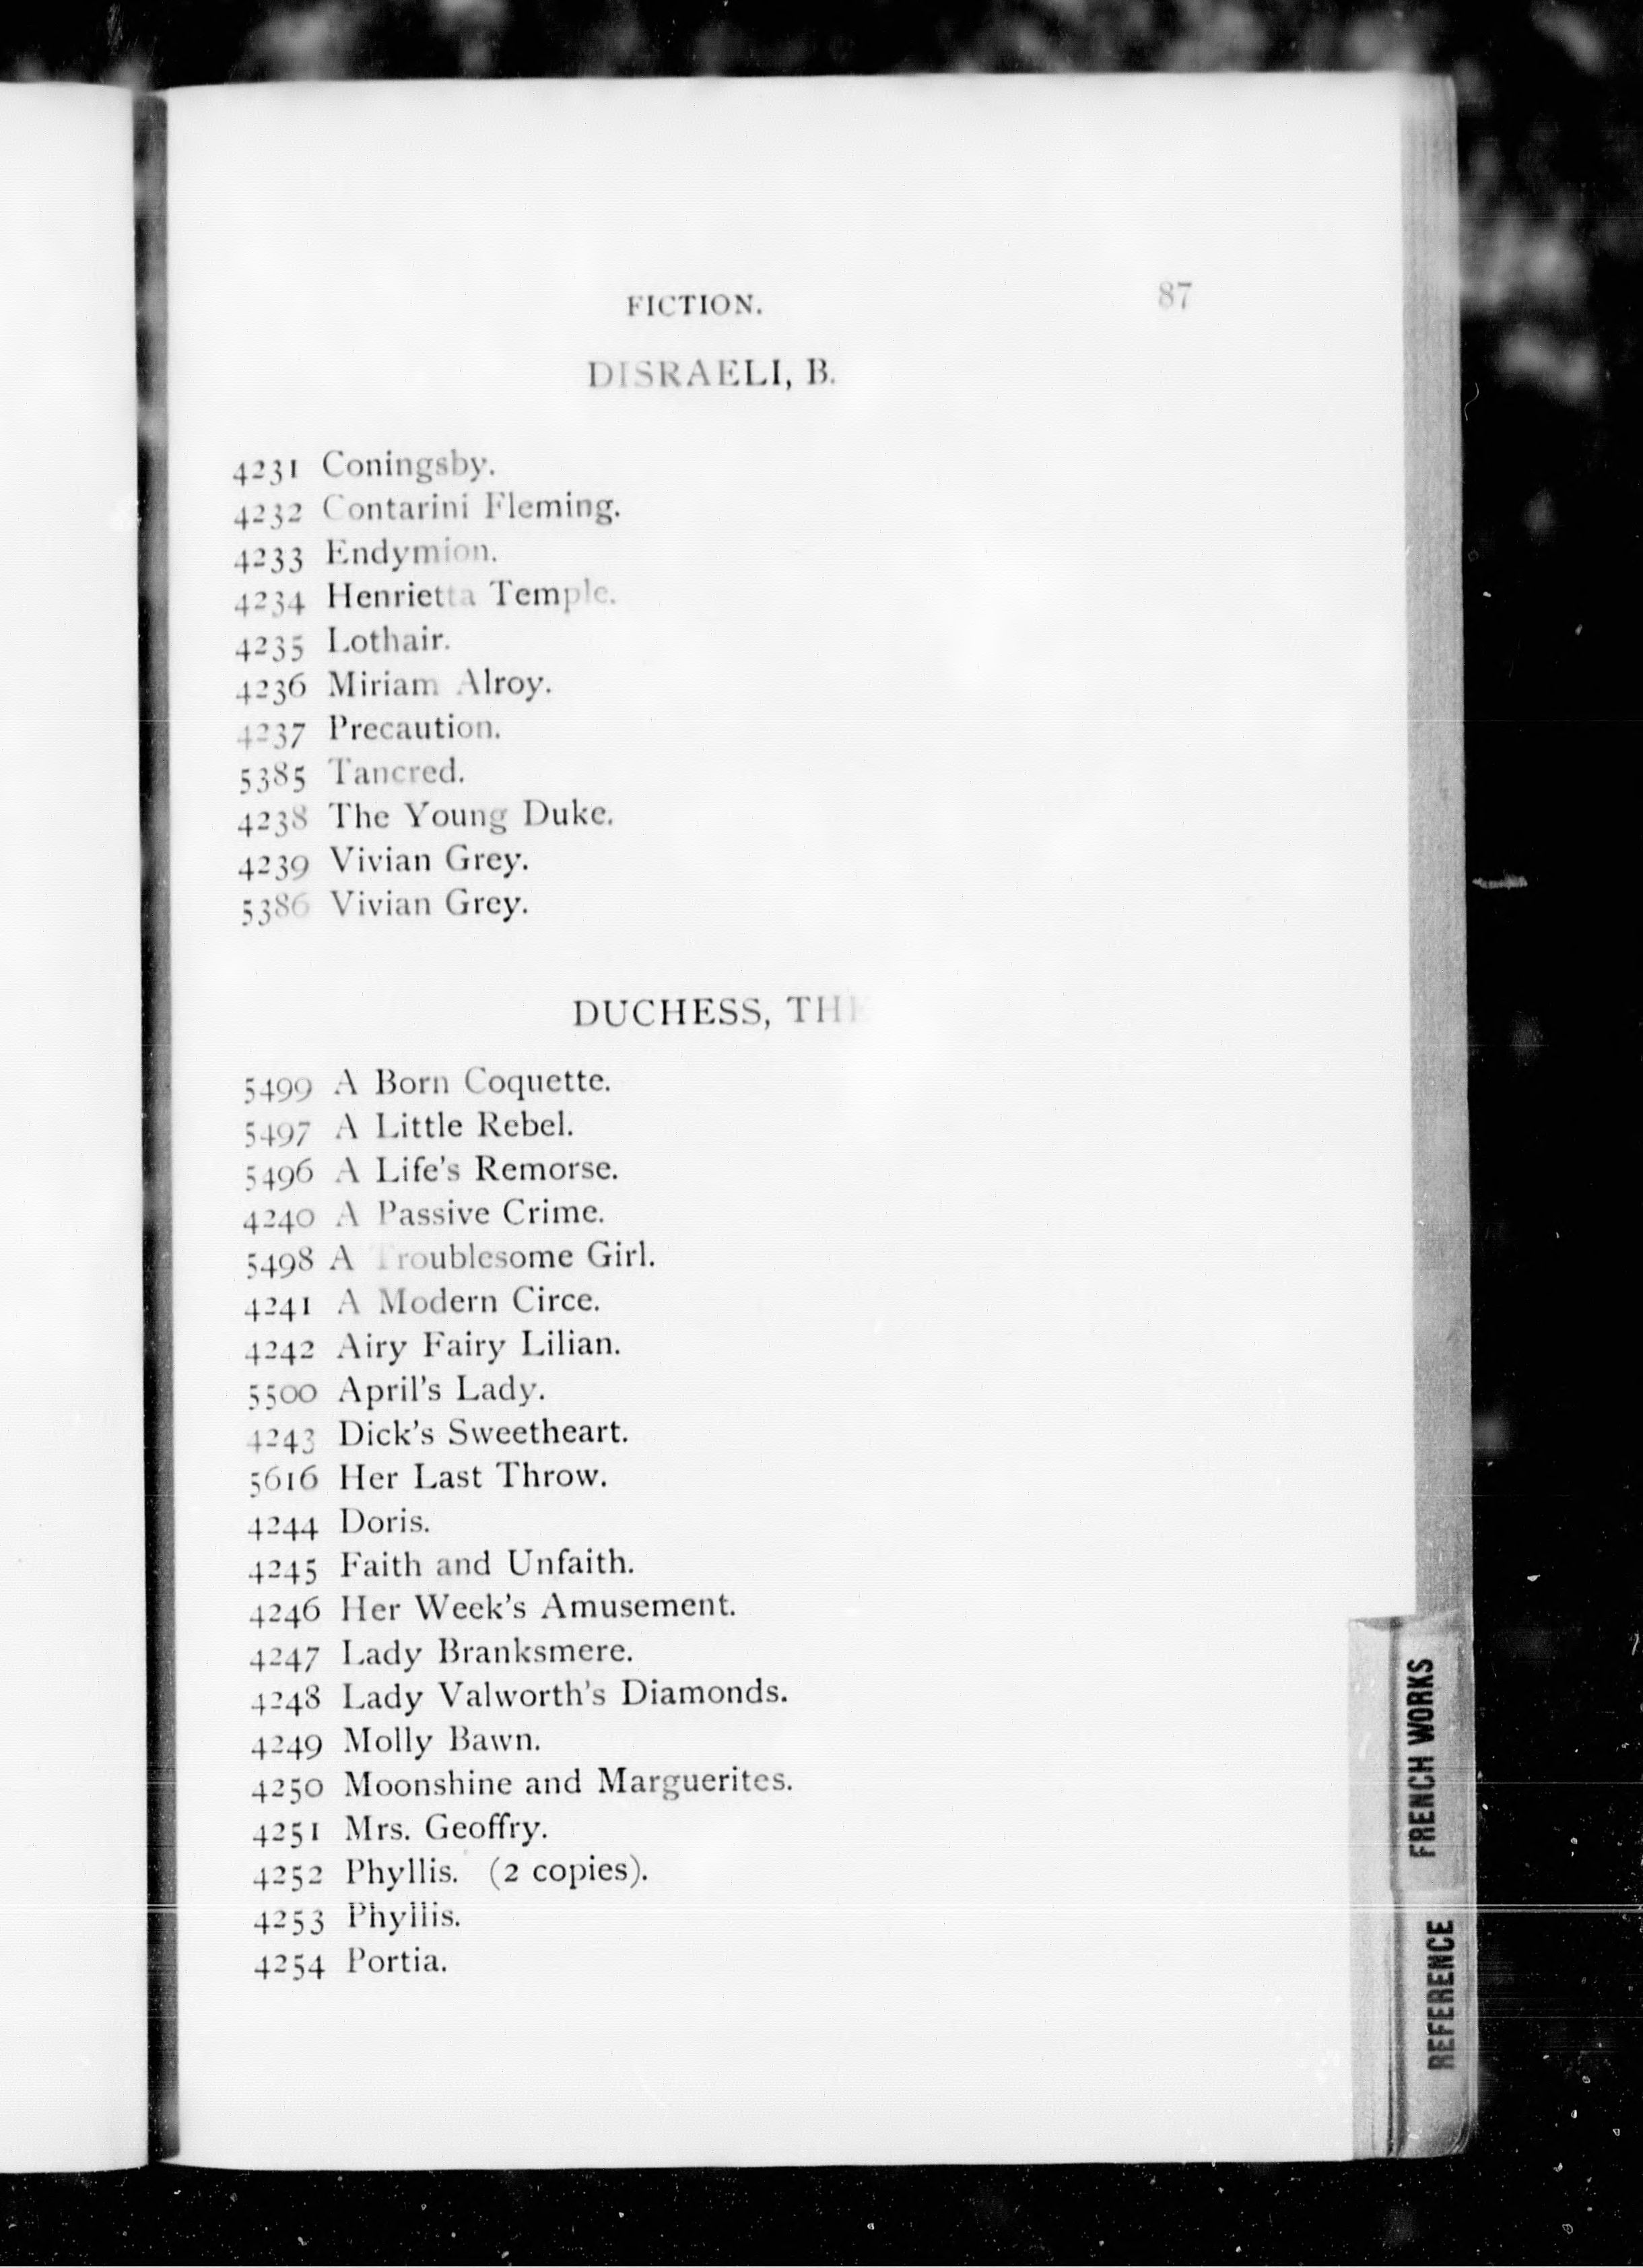 FICTION. 87
DISRAELI, B.
4231 Coningsby.
4232 Contarini Fleming.
4233 Endymion.
4234 Henrietta Temple.
4235 Lothair.
4236 Miriam Alroy.
4237 Precaution.
5385 Tancred.
4238 The Young Duke.
4239 Vivian Grey.
5386 Vivian Grey.
DUCHESS, THE
5499 A Born Coquette.
5497 A Little Rebel.
5496 A Life's Remorse.
4240 A Passive Crime.
5498 A Troublesome Girl.
4241 A Modern Circe.
4242 Airy Fairy Lilian.
5500 April's Lady.
4243 Dick's Sweetheart.
5616 Her Last Throw.
4244 Doris.
4245 Faith and Unfaith.
4246 Her Week's Amusement.
4247 Lady Branksmere.
4248 Lady Valworth's Diamonds.
4249 Molly Bawn.
4250 Moonshine and Marguerites.
4251 Mrs. Geoffry.
4252 Phyllis. (2 copies).
4253 Phyllis.
4254 Portia.
FRENCH WORKS
REFERENCE